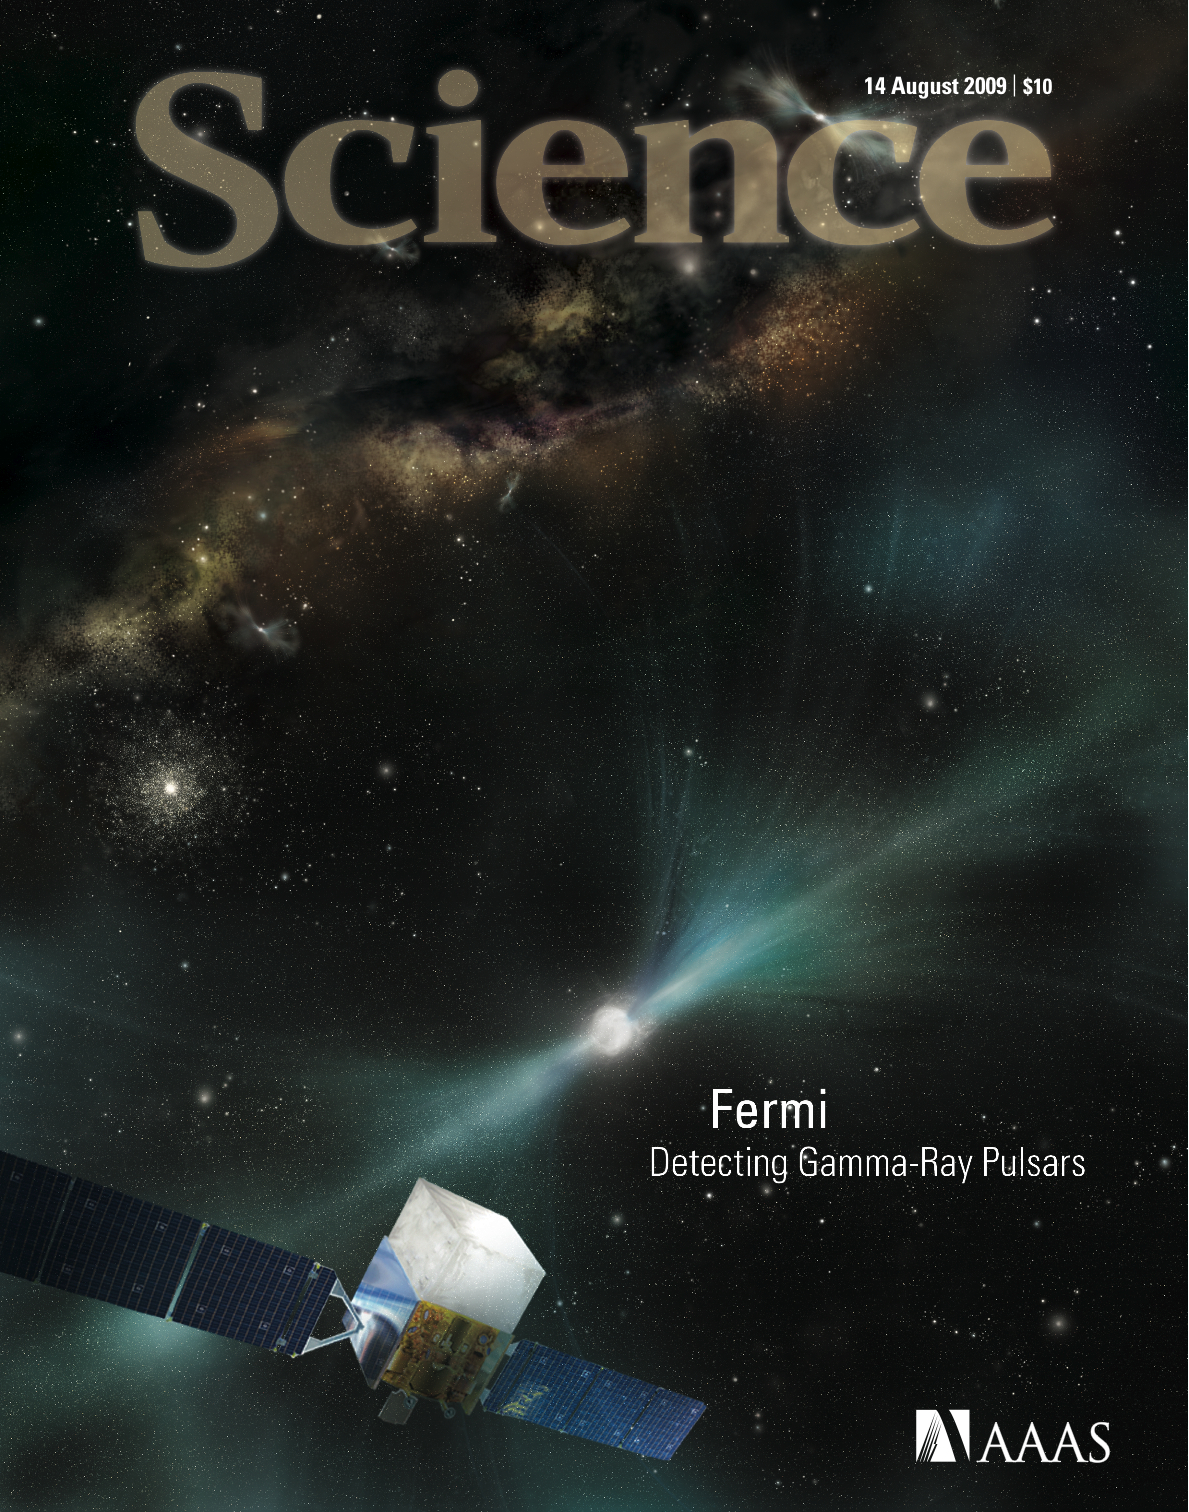 14 August 2009 | $10
Science
Fermi
Detecting Gamma-Ray Pulsars
AAAS